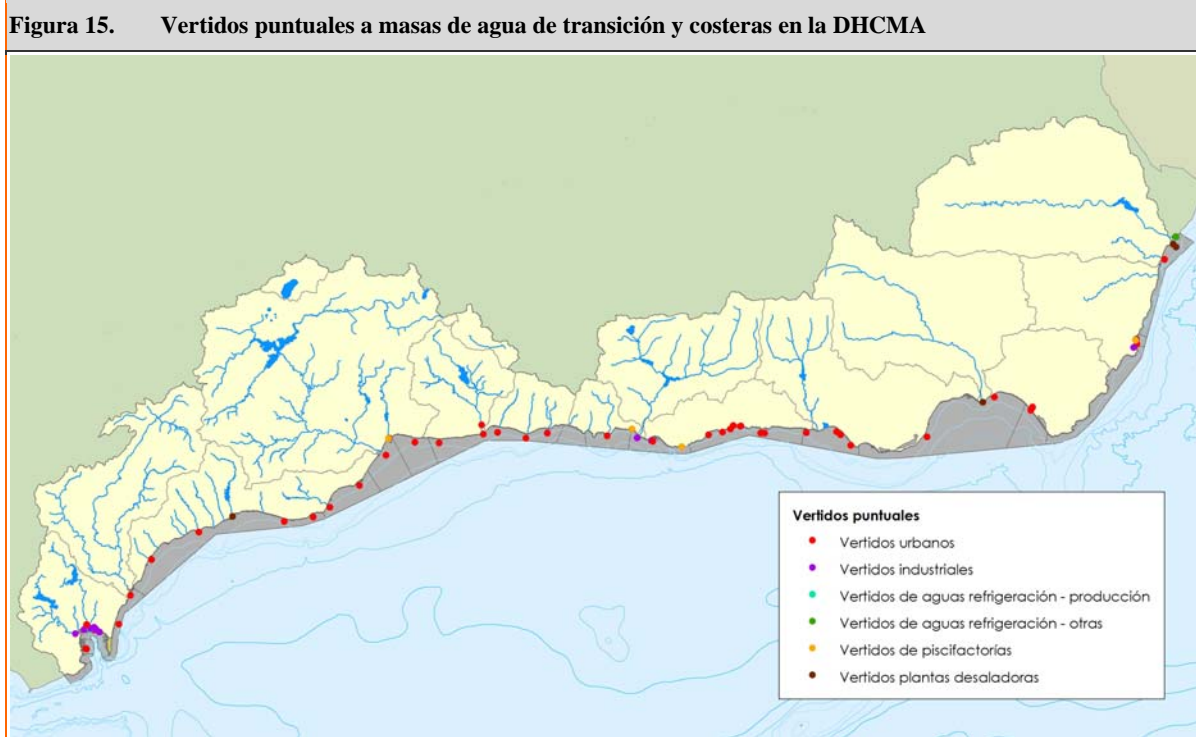 Figura 15. Vertidos puntuales a masas de agua de transición y costeras en la DHCMA
Vertidos puntuales
Vertidos urbanos
Vertidos industriales
Vertidos de aguas refrigeración - producción
Vertidos de aguas refrigeración - otras
Vertidos de piscifactorías
Vertidos plantas desaladoras